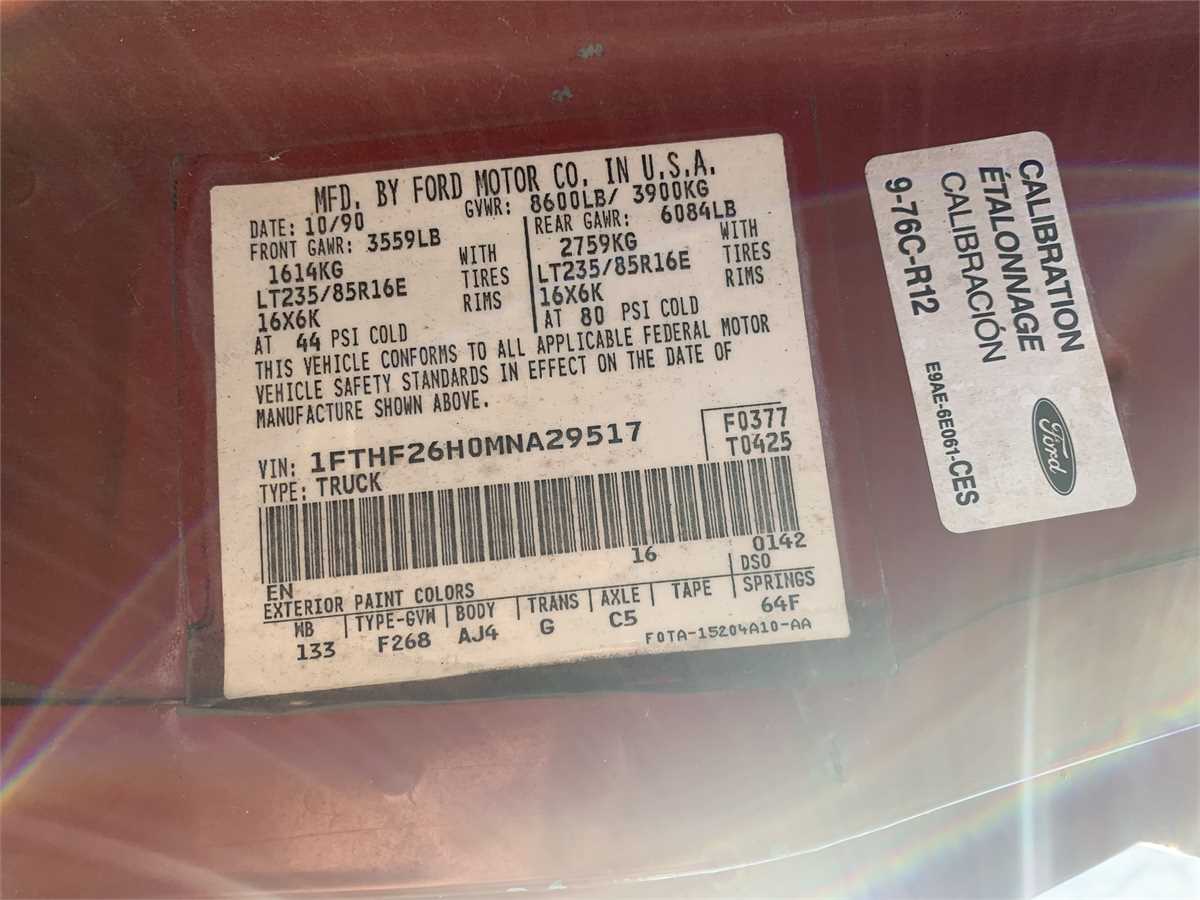 MFD. BY FORD MOTOR CO. IN U.S.A.
DATE: 10/90 GVWR: 8600LB/ 3900KG
FRONT GAWR: 3559LB
1614KG WITH
LT235/85R16E TIRES
16X6K RIMS
AT 44 PSI COLD
REAR GAWR: 6084LB
2759KG WITH
LT235/85R16E TIRES
16X6K RIMS
AT 80 PSI COLD
THIS VEHICLE CONFORMS TO ALL APPLICABLE FEDERAL MOTOR
VEHICLE SAFETY STANDARDS IN EFFECT ON THE DATE OF
MANUFACTURE SHOWN ABOVE.
F0377
VIN: 1FTHF26H0MNA29517 T0425
TYPE: TRUCK
EN 16 0142
EXTERIOR PAINT COLORS DSO
WB TYPE-GVW BODY TRANS AXLE TAPE SPRINGS
133 F268 AJ4 G C5 64F
F0TA-15204A10-AA
CALIBRATION
ÉTALONNAGE
CALIBRACIÓN
9-76C-R12
Ford
E9AE-6E061-CES